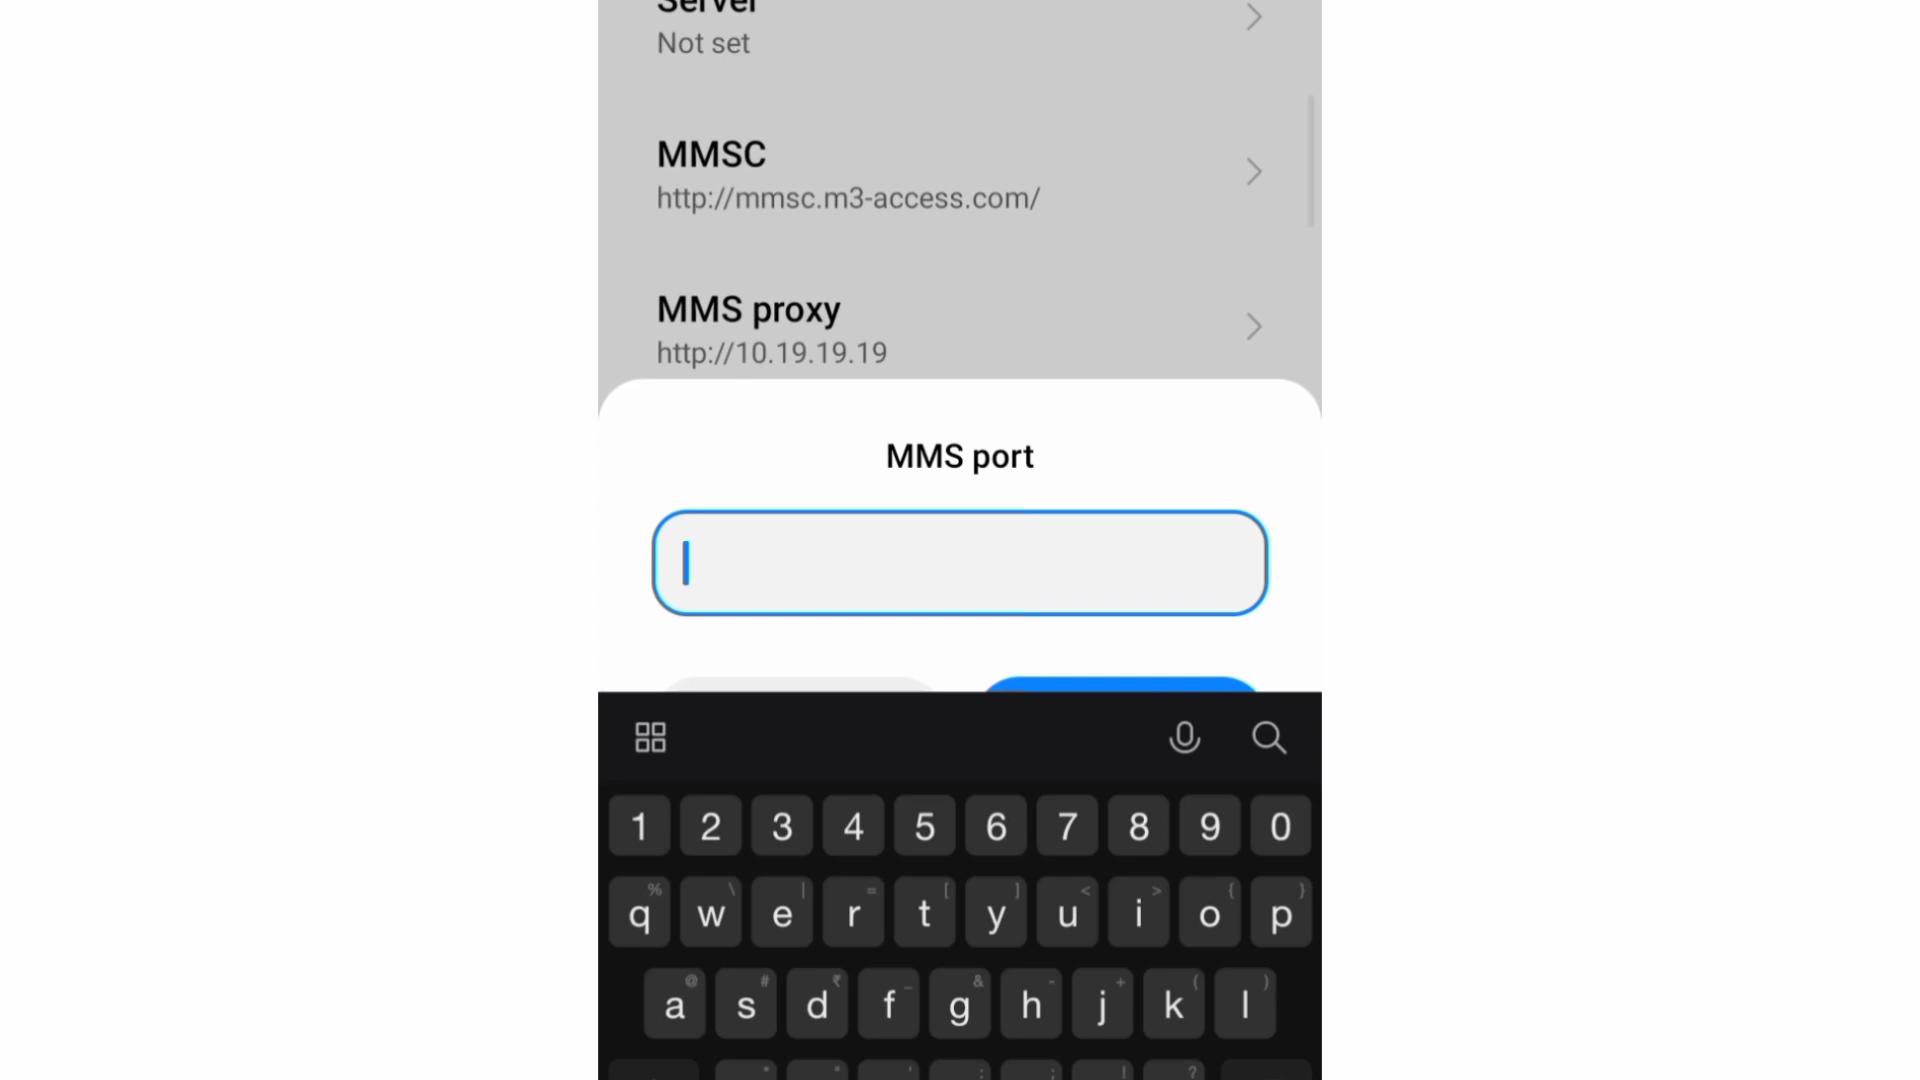 Server
Not set
MMSC
http://mmsc.m3-access.com/
MMS proxy
http://10.19.19.19
MMS port
1 2 3 4 5 6 7 8 9 0
% \ | = [ ] < > { }
q w e r t y u i o p
@ # ₹ _ & - + ( )
a s d f g h j k l